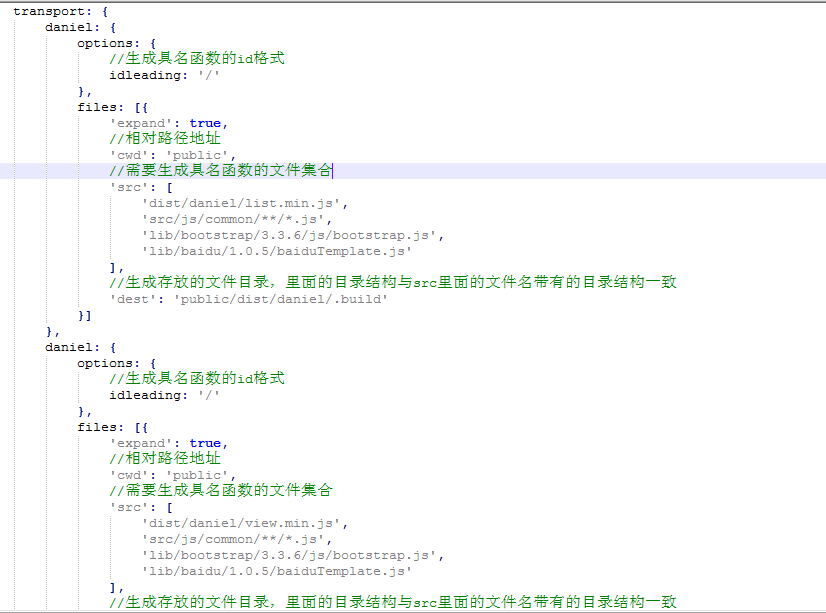 transport: {
    daniel: {
        options: {
            //生成具名函数的id格式
            idleading: '/'
        },
        files: [{
            'expand': true,
            //相对路径地址
            'cwd': 'public',
            //需要生成具名函数的文件集合
            'src': [
                'dist/daniel/list.min.js',
                'src/js/common/**/*.js',
                'lib/bootstrap/3.3.6/js/bootstrap.js',
                'lib/baidu/1.0.5/baiduTemplate.js'
            ],
            //生成存放的文件目录，里面的目录结构与src里面的文件名带有的目录结构一致
            'dest': 'public/dist/daniel/.build'
        }]
    },
    daniel: {
        options: {
            //生成具名函数的id格式
            idleading: '/'
        },
        files: [{
            'expand': true,
            //相对路径地址
            'cwd': 'public',
            //需要生成具名函数的文件集合
            'src': [
                'dist/daniel/view.min.js',
                'src/js/common/**/*.js',
                'lib/bootstrap/3.3.6/js/bootstrap.js',
                'lib/baidu/1.0.5/baiduTemplate.js'
            ],
            //生成存放的文件目录，里面的目录结构与src里面的文件名带有的目录结构一致